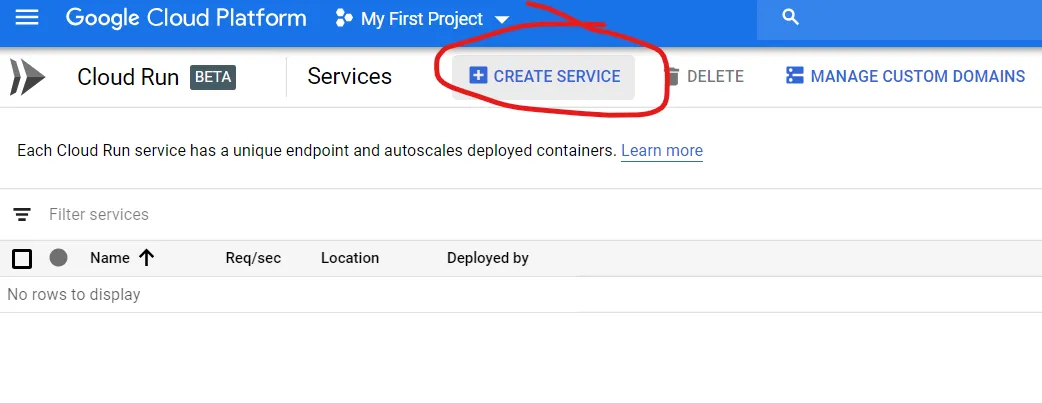 Google Cloud Platform My First Project
Cloud Run BETA Services CREATE SERVICE DELETE MANAGE CUSTOM DOMAINS
Each Cloud Run service has a unique endpoint and autoscales deployed containers. Learn more
Filter services
Name Req/sec Location Deployed by
No rows to display